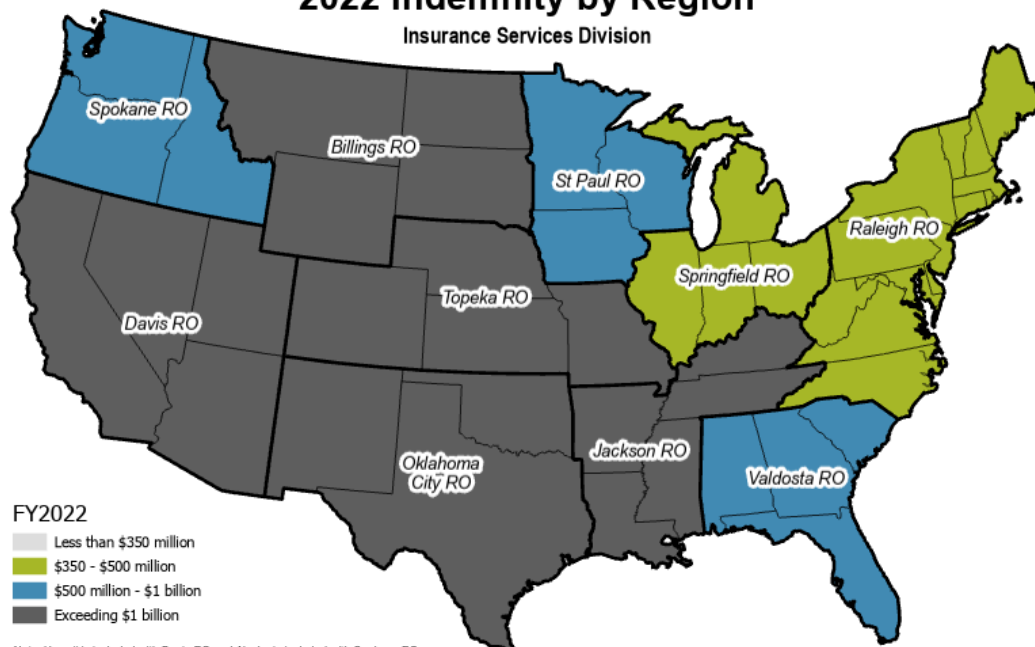 2022 Indemnity by Region
Insurance Services Division
Spokane RO
Billings RO
St Paul RO
Raleigh RO
Springfield RO
Topeka RO
Davis RO
Jackson RO
Oklahoma
City RO
Valdosta RO
FY2022
Less than $350 million
$350 - $500 million
$500 million - $1 billion
Exceeding $1 billion